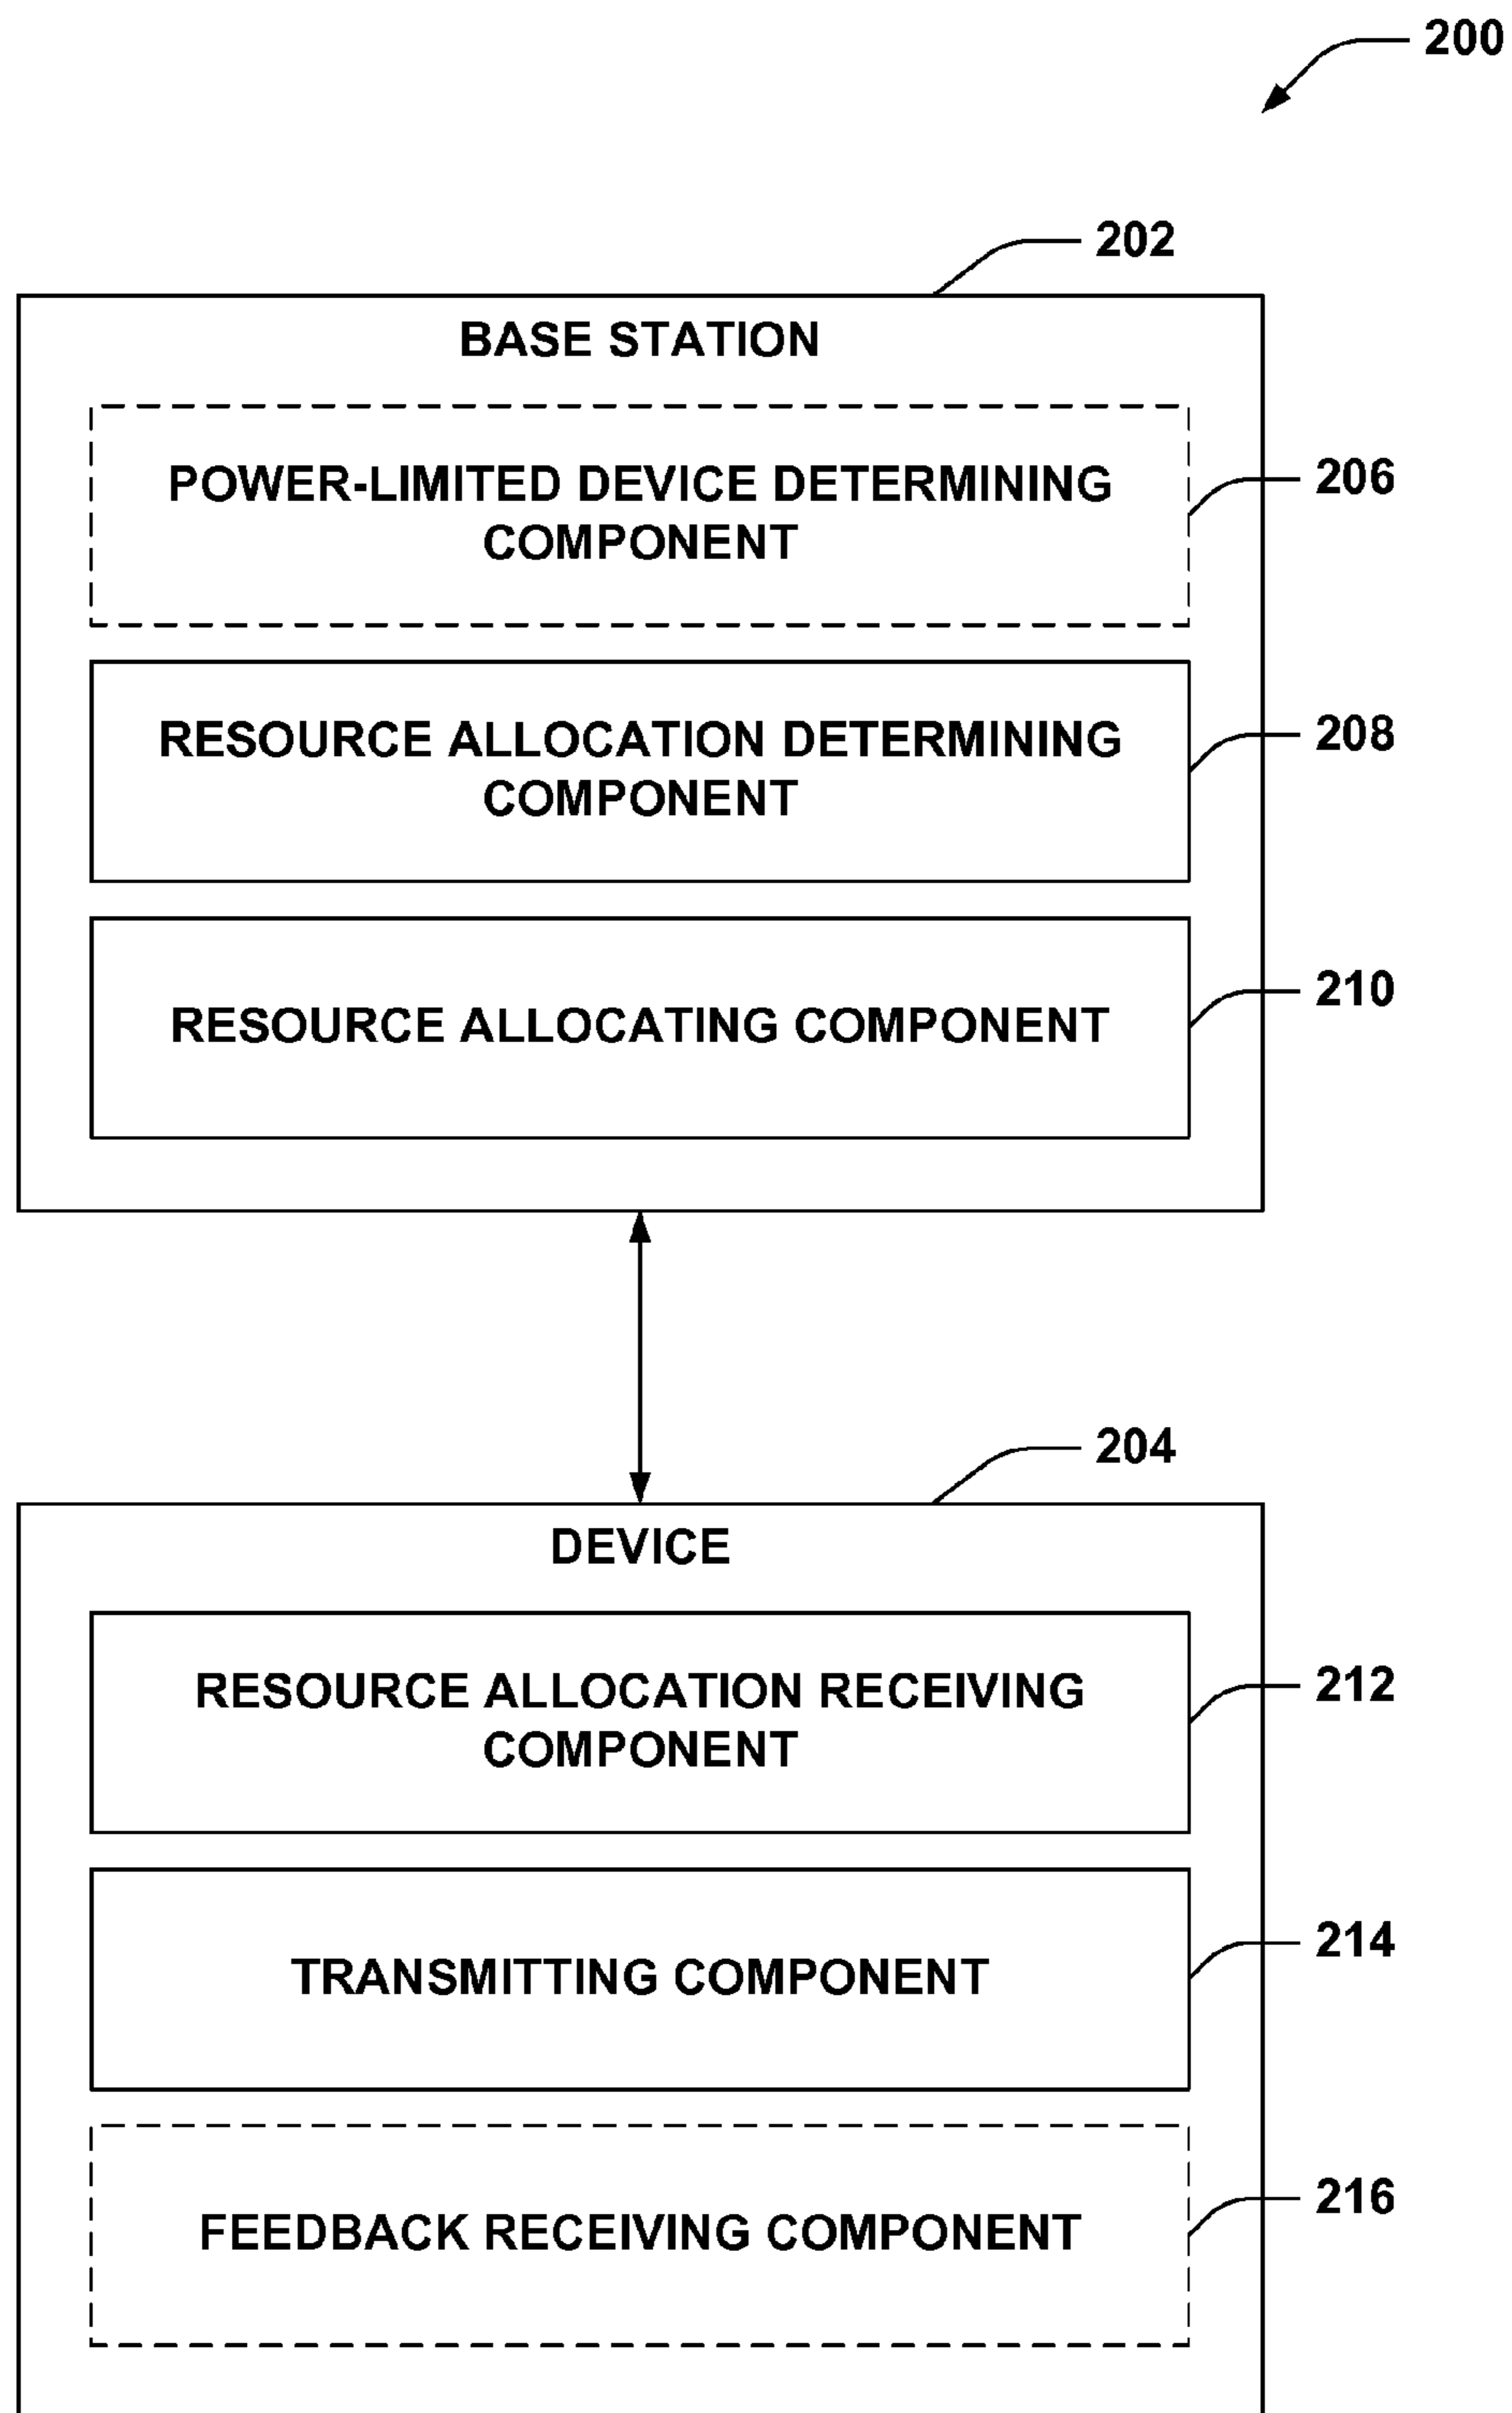 200
202
BASE STATION
POWER-LIMITED DEVICE DETERMINING
COMPONENT
206
RESOURCE ALLOCATION DETERMINING
COMPONENT
208
RESOURCE ALLOCATING COMPONENT
210
204
DEVICE
RESOURCE ALLOCATION RECEIVING
COMPONENT
212
TRANSMITTING COMPONENT
214
FEEDBACK RECEIVING COMPONENT
216